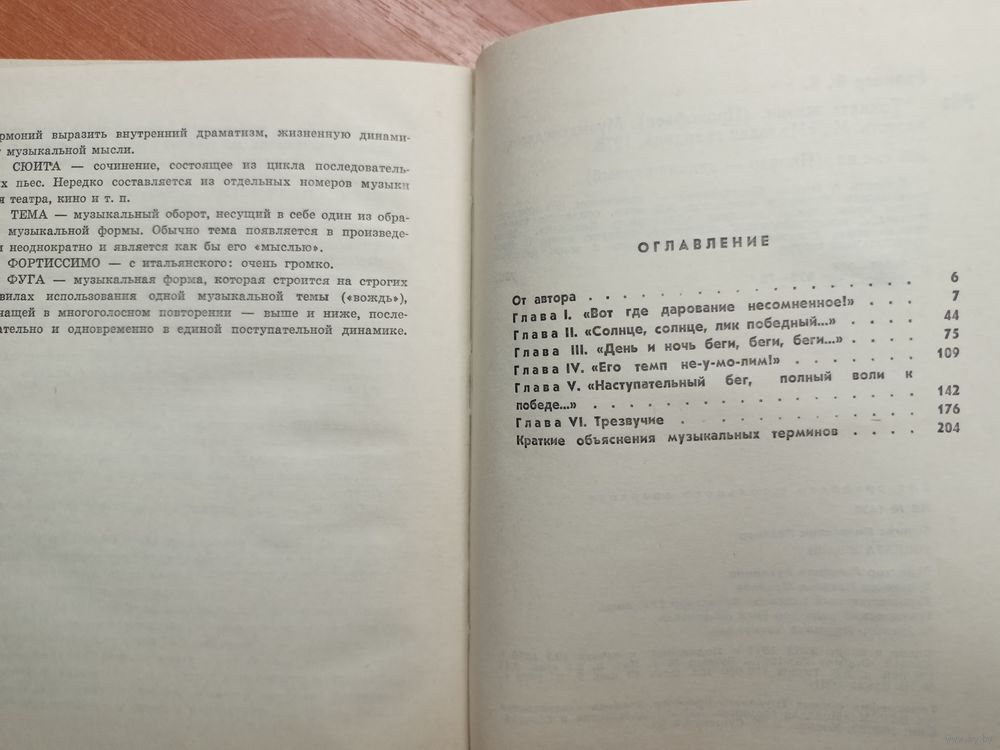 рмоний выразить внутренний драматизм, жизненную динами-
музыкальной мысли.
СЮИТА — сочинение, состоящее из цикла последователь-
х пьес. Нередко составляется из отдельных номеров музыки
я театра, кино и т. п.
ТЕМА — музыкальный оборот, несущий в себе один из обра-
музыкальной формы. Обычно тема появляется в произведе-
и неоднократно и является как бы его «мыслью».
ФОРТИССИМО — с итальянского: очень громко.
ФУГА — музыкальная форма, которая строится на строгих
вилах использования одной музыкальной темы («вождь»),
чащей в многоголосном повторении — выше и ниже, после-
ательно и одновременно в единой поступательной динамике.
ОГЛАВЛЕНИЕ
От автора . . . . . . . . . . . . . . 6
Глава I. «Вот где дарование несомненное!» . . . 7
Глава II. «Солнце, солнце, лик победный...» . . . . 44
Глава III. «День и ночь беги, беги, беги...» . . . . 75
Глава IV. «Его темп не-у-мо-лим!» . . . . . . . 109
Глава V. «Наступательный бег, полный воли к
победе...» . . . . . . . . . . . . . . 142
Глава VI. Трезвучие . . . . . . . . . . . 176
Краткие объяснения музыкальных терминов . . . . 204